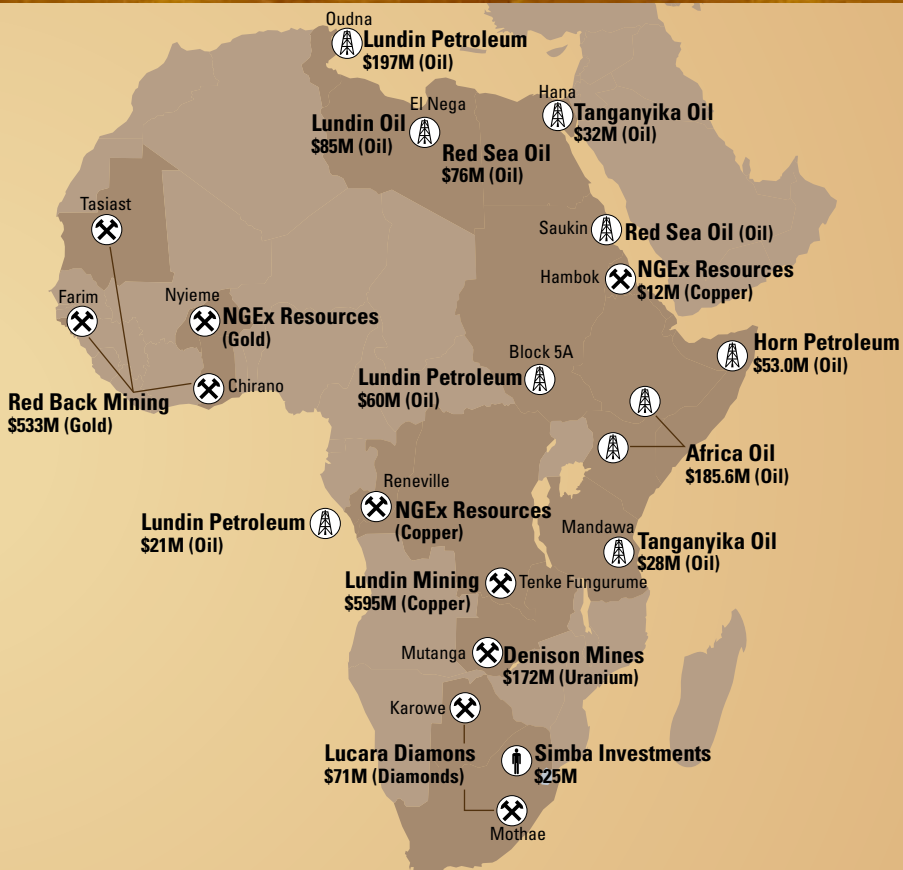 Oudna
Lundin Petroleum
$197M (Oil)
El Nega
Lundin Oil
$85M (Oil)
Red Sea Oil
$76M (Oil)
Hana
Tanganyika Oil
$32M (Oil)
Tasiast
Saukin
Red Sea Oil (Oil)
Hambok
NGEx Resources
$12M (Copper)
Farim
Nyieme
NGEx Resources
(Gold)
Chirano
Red Back Mining
$533M (Gold)
Block 5A
Lundin Petroleum
$60M (Oil)
Horn Petroleum
$53.0M (Oil)
Africa Oil
$185.6M (Oil)
Reneville
NGEx Resources
(Copper)
Lundin Petroleum
$21M (Oil)
Mandawa
Tanganyika Oil
$28M (Oil)
Lundin Mining
$595M (Copper)
Tenke Fungurume
Mutanga
Denison Mines
$172M (Uranium)
Karowe
Lucara Diamons
$71M (Diamonds)
Simba Investments
$25M
Mothae